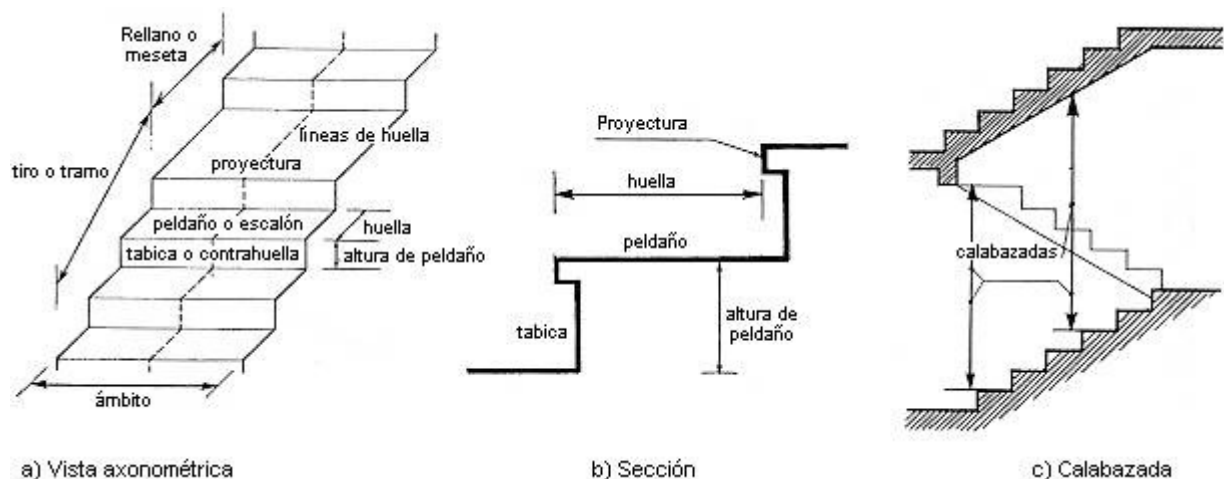 Rellano o
meseta
líneas de huella
proyectura
tiro o tramo
peldaño o escalón
huella
tabica o contrahuella
altura de peldaño
ámbito
a) Vista axonométrica
Proyectura
huella
peldaño
tabica
altura de
peldaño
b) Sección
calabazadas
c) Calabazada